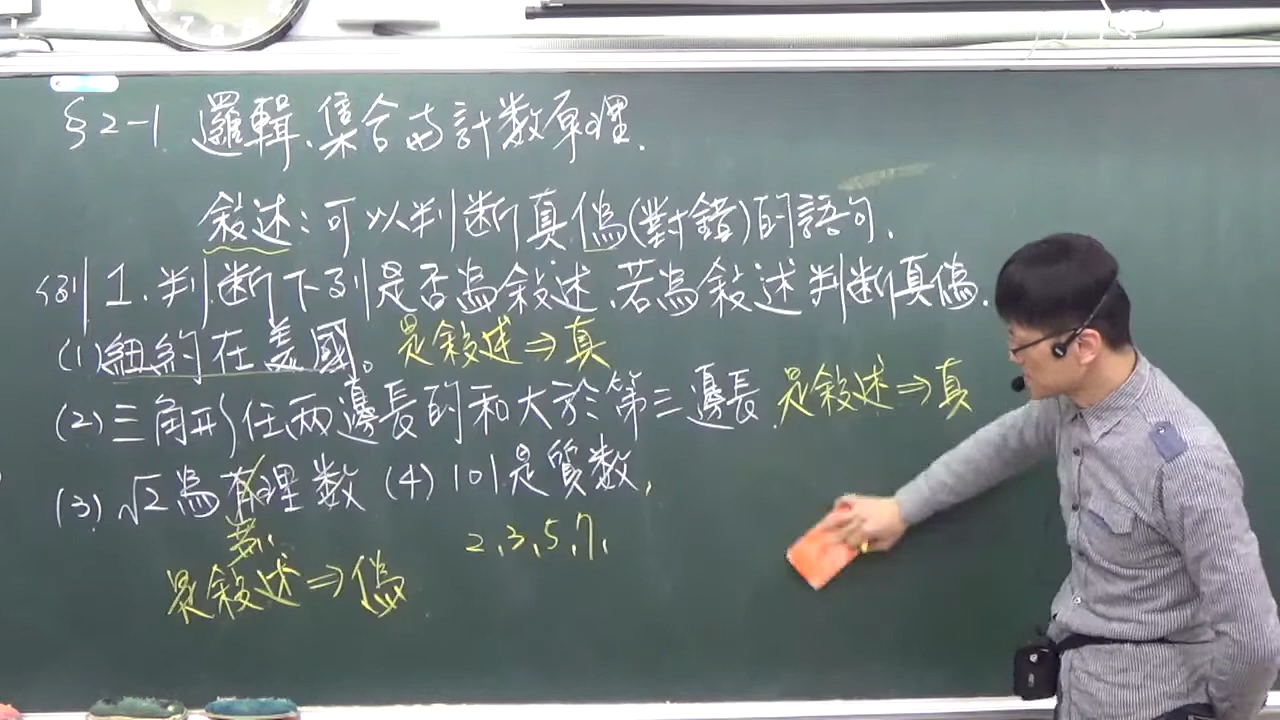 §2-1 邏輯、集合與計數原理.
敘述：可以判斷真偽(對錯)的語句.
例1.判斷下列是否為敘述、若為敘述判斷真偽.
(1)紐約在美國。是敘述⇒真
(2)三角形任兩邊長的和大於第三邊長.是敘述⇒真
(3)√2為有理數 (4)101是質數,
無 2、3、5、7、
是敘述⇒偽